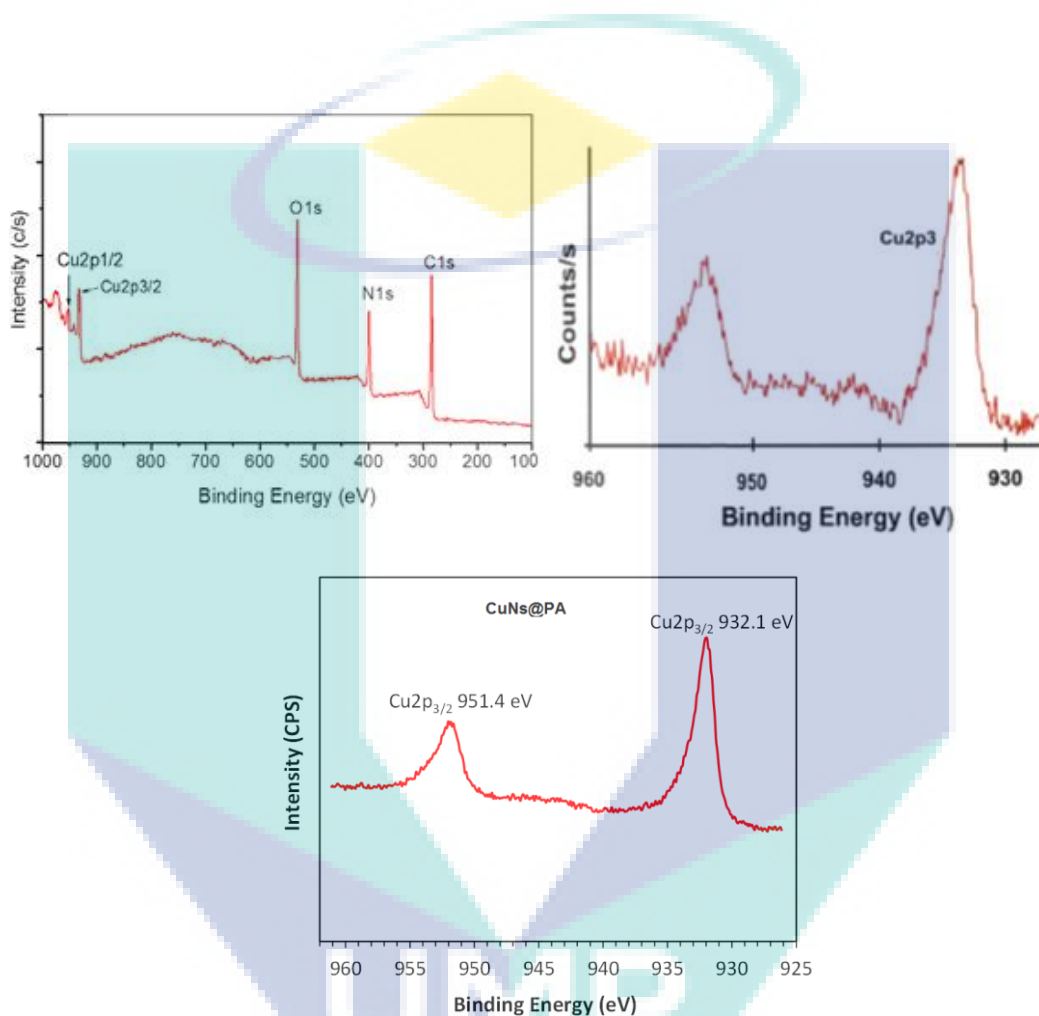 O1s
Cu2p1/2
C1s
Cu2p3/2
N1s
Intensity (c/s)
1000 900 800 700 600 500 400 300 200 100
Binding Energy (eV)
Cu2p3
Counts/s
960 950 940 930
Binding Energy (eV)
CuNs@PA
Cu2p3/2 932.1 eV
Cu2p3/2 951.4 eV
Intensity (CPS)
960 955 950 945 940 935 930 925
Binding Energy (eV)
UMP